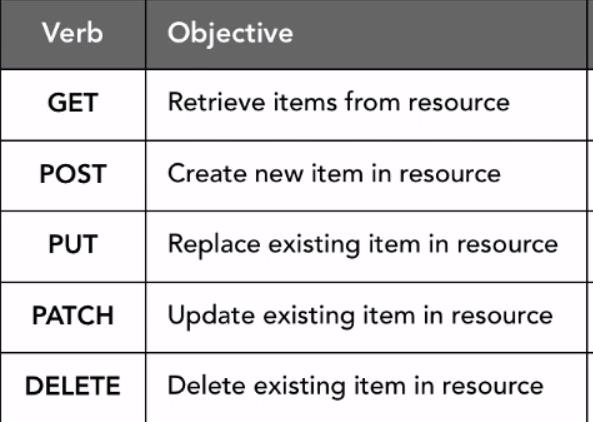 Verb Objective
GET Retrieve items from resource
POST Create new item in resource
PUT Replace existing item in resource
PATCH Update existing item in resource
DELETE Delete existing item in resource